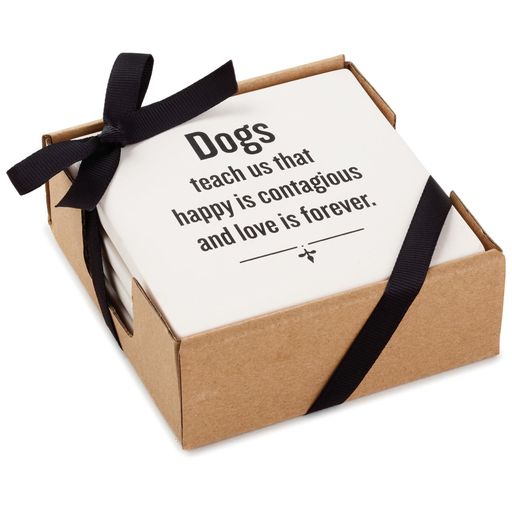 Dogs
teach us that
happy is contagious
and love is forever.